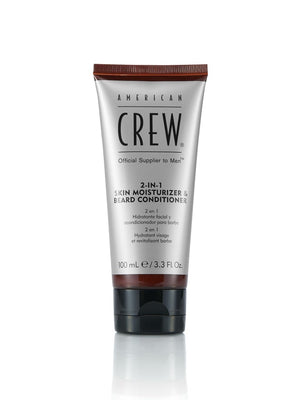 AMERICAN
CREW®
Official Supplier to Men™
2-IN-1
SKIN MOISTURIZER &
BEARD CONDITIONER
2 en 1
Hidratante facial y
acondicionador para barba
2 en 1
Hydratant visage
et revitalisant barbe
100 mL ℮ / 3.3 Fl. Oz.